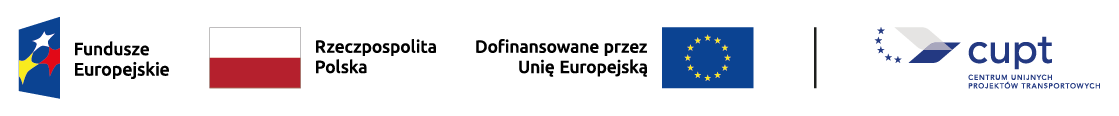 Fundusze
Europejskie
Rzeczpospolita
Polska
Dofinansowane przez
Unię Europejską
cupt
CENTRUM UNIJNYCH
PROJEKTÓW TRANSPORTOWYCH